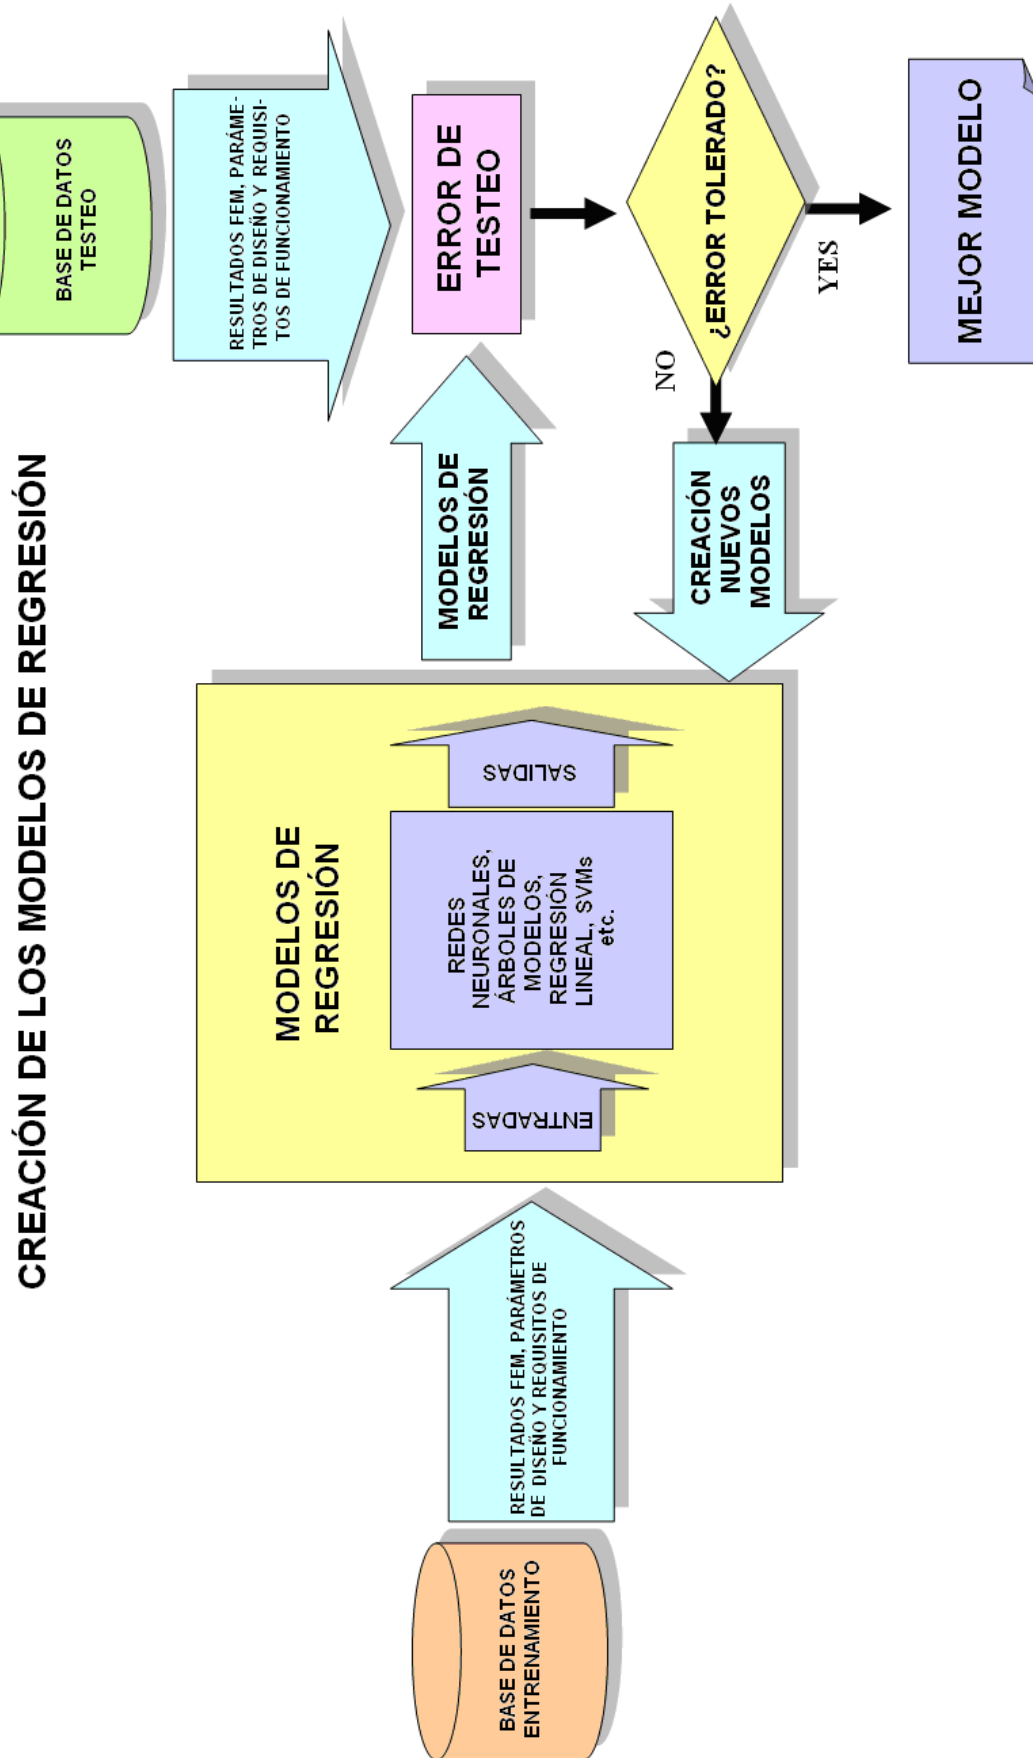 CREACIÓN DE LOS MODELOS DE REGRESIÓN
BASE DE DATOS
TESTEO
RESULTADOS FEM, PARÁME-
TROS DE DISEÑO Y REQUISI-
TOS DE FUNCIONAMIENTO
ERROR DE
TESTEO
¿ERROR TOLERADO?
NO
YES
MEJOR MODELO
MODELOS DE
REGRESIÓN
CREACIÓN
NUEVOS
MODELOS
MODELOS DE
REGRESIÓN
SALIDAS
REDES
NEURONALES,
ÁRBOLES DE
MODELOS,
REGRESIÓN
LINEAL, SVMs
etc.
ENTRADAS
RESULTADOS FEM, PARÁMETROS
DE DISEÑO Y REQUISITOS DE
FUNCIONAMIENTO
BASE DE DATOS
ENTRENAMIENTO